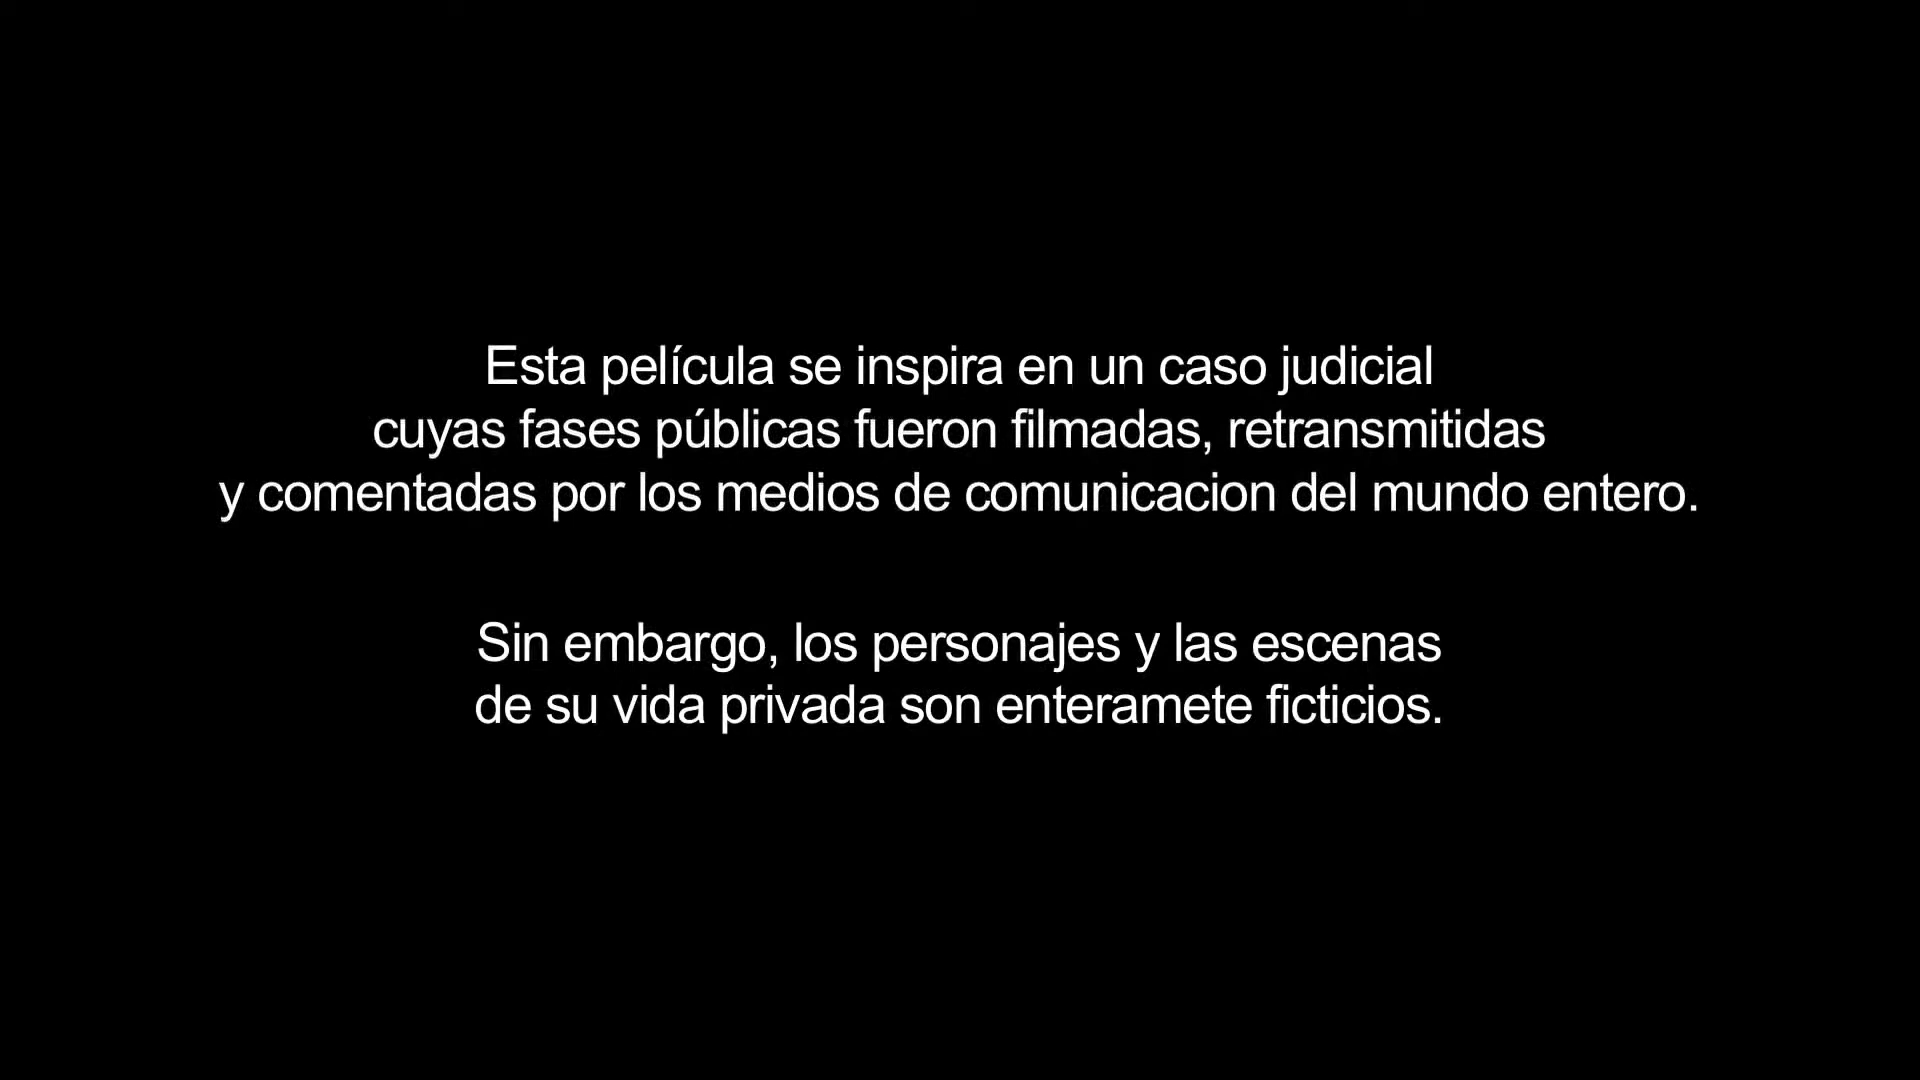 Esta película se inspira en un caso judicial
cuyas fases públicas fueron filmadas, retransmitidas
y comentadas por los medios de comunicacion del mundo entero.
Sin embargo, los personajes y las escenas
de su vida privada son enteramete ficticios.